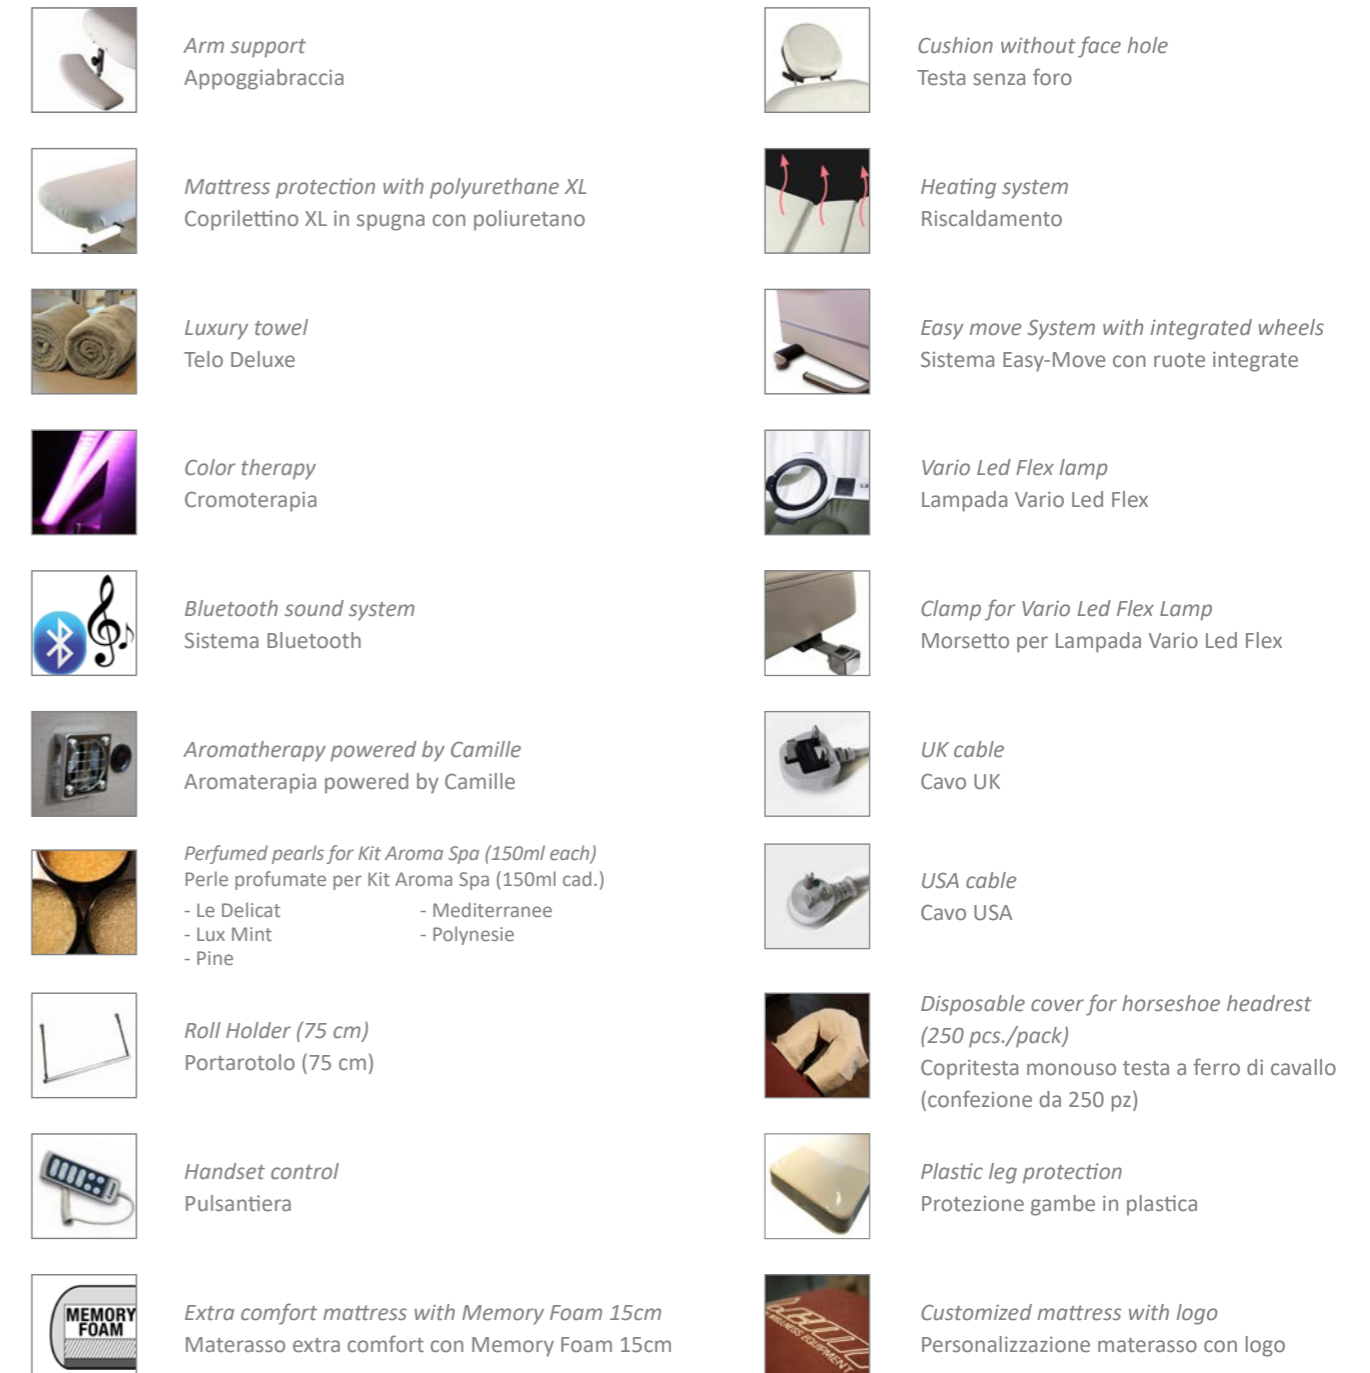 Arm support
Appoggiabraccia
Mattress protection with polyurethane XL
Coprilettino XL in spugna con poliuretano
Luxury towel
Telo Deluxe
Color therapy
Cromoterapia
Bluetooth sound system
Sistema Bluetooth
Aromatherapy powered by Camille
Aromaterapia powered by Camille
Perfumed pearls for Kit Aroma Spa (150ml each)
Perle profumate per Kit Aroma Spa (150ml cad.)
- Le Delicat
- Lux Mint
- Pine
- Mediterranee
- Polynesie
Roll Holder (75 cm)
Portarotolo (75 cm)
Handset control
Pulsantiera
MEMORY
FOAM
Extra comfort mattress with Memory Foam 15cm
Materasso extra comfort con Memory Foam 15cm
Cushion without face hole
Testa senza foro
Heating system
Riscaldamento
Easy move System with integrated wheels
Sistema Easy-Move con ruote integrate
Vario Led Flex lamp
Lampada Vario Led Flex
Clamp for Vario Led Flex Lamp
Morsetto per Lampada Vario Led Flex
UK cable
Cavo UK
USA cable
Cavo USA
Disposable cover for horseshoe headrest
(250 pcs./pack)
Copritesta monouso testa a ferro di cavallo
(confezione da 250 pz)
Plastic leg protection
Protezione gambe in plastica
WELLNESS EQUIPMENT
Customized mattress with logo
Personalizzazione materasso con logo